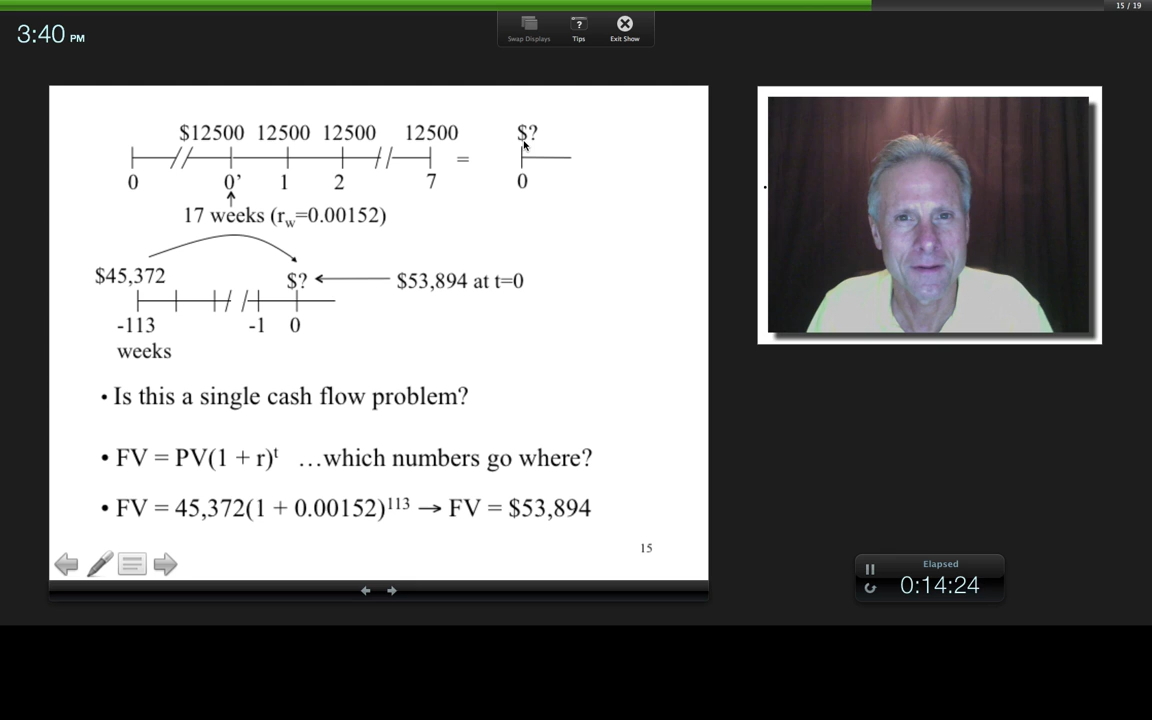 15 / 19
3:40 PM
Swap Displays
Tips
Exit Show
$12500 12500 12500 12500 $?
=
0 0’ 1 2 7 0
17 weeks (rw=0.00152)
$45,372 $? $53,894 at t=0
-113 -1 0
weeks
• Is this a single cash flow problem?
• FV = PV(1 + r)ᵗ …which numbers go where?
• FV = 45,372(1 + 0.00152)¹¹³ → FV = $53,894
15
Elapsed
0:14:24